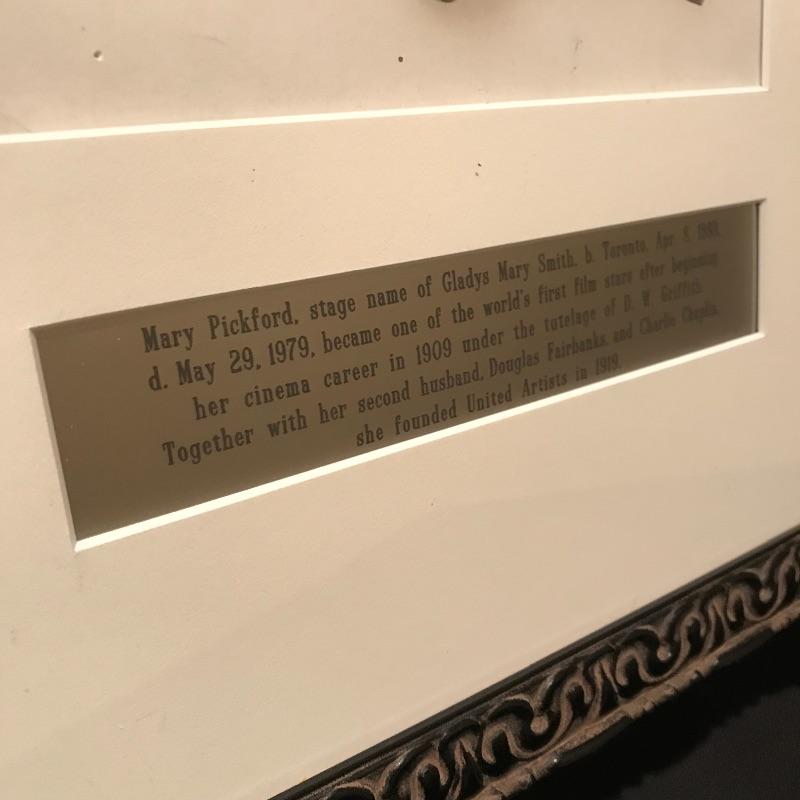 Mary Pickford, stage name of Gladys Mary Smith, b. Toronto, Apr. 8, 1893,
d. May 29, 1979, became one of the world's first film stars after beginning
her cinema career in 1909 under the tutelage of D. W. Griffith.
Together with her second husband, Douglas Fairbanks, and Charlie Chaplin,
she founded United Artists in 1919.